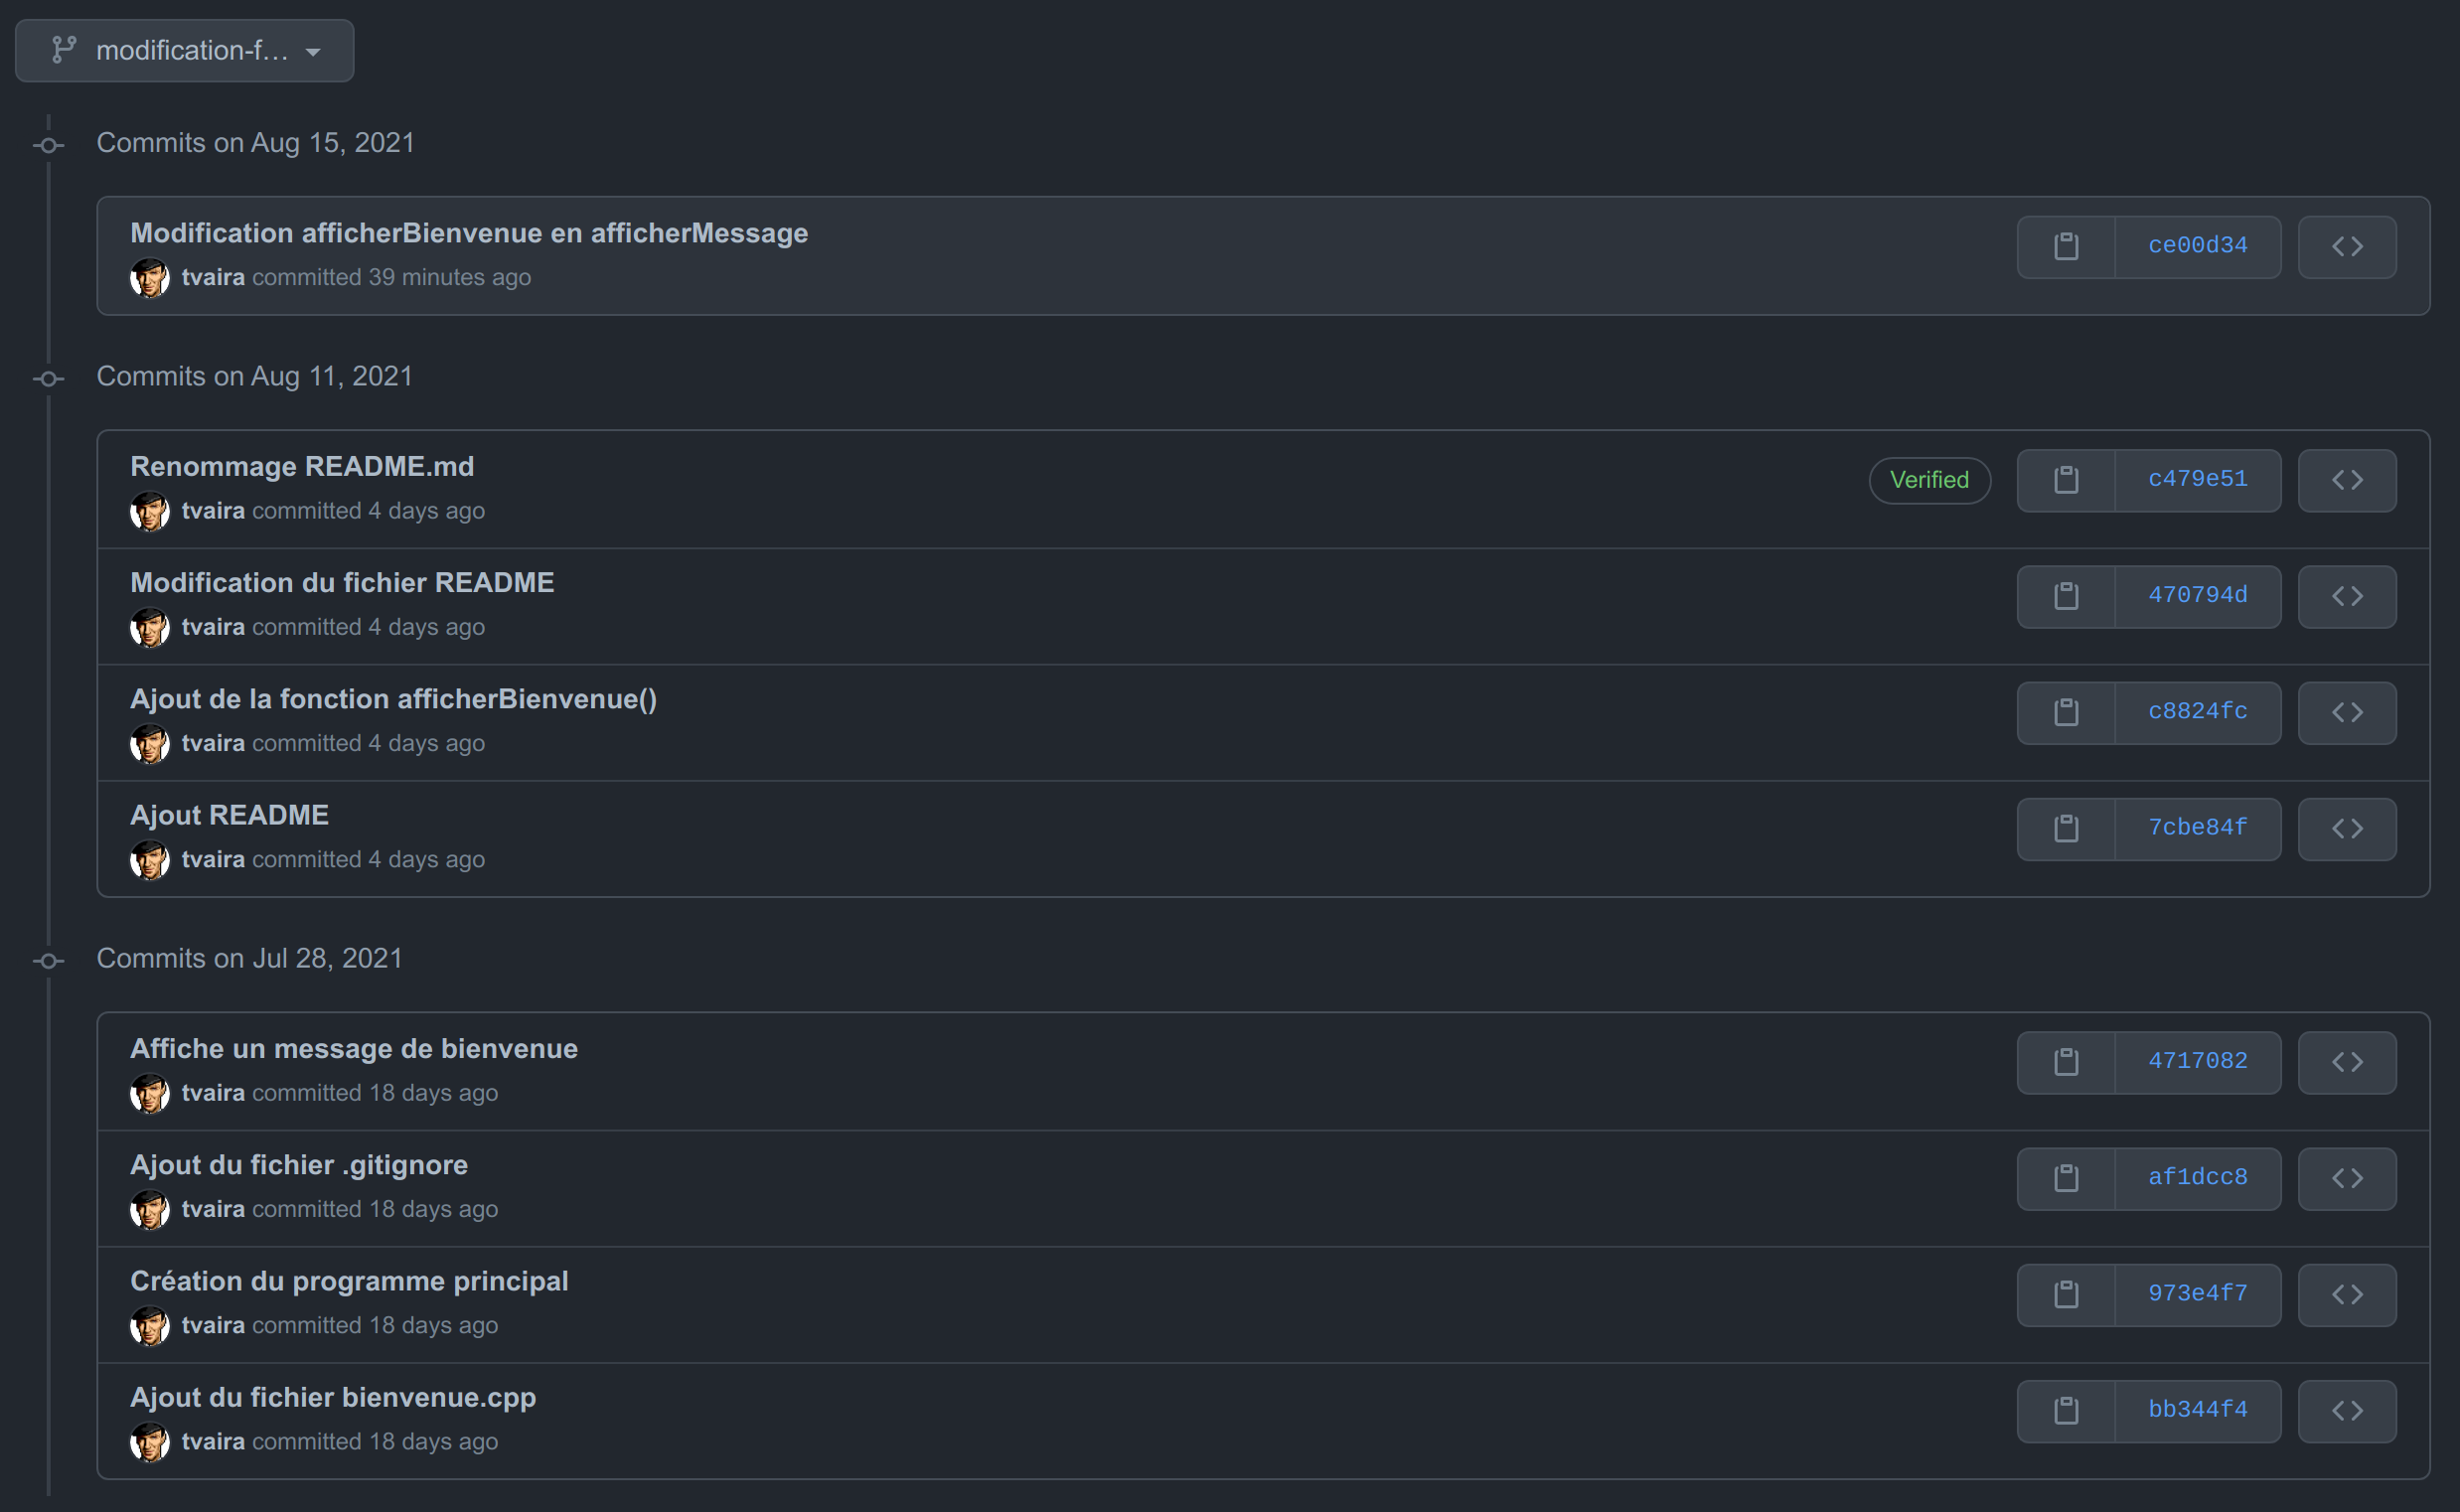 modification-f...
Commits on Aug 15, 2021
Modification afficherBienvenue en afficherMessage
tvaira committed 39 minutes ago
ce00d34
Commits on Aug 11, 2021
Renommage README.md
tvaira committed 4 days ago
Verified
c479e51
Modification du fichier README
tvaira committed 4 days ago
470794d
Ajout de la fonction afficherBienvenue()
tvaira committed 4 days ago
c8824fc
Ajout README
tvaira committed 4 days ago
7cbe84f
Commits on Jul 28, 2021
Affiche un message de bienvenue
tvaira committed 18 days ago
4717082
Ajout du fichier .gitignore
tvaira committed 18 days ago
af1dcc8
Création du programme principal
tvaira committed 18 days ago
973e4f7
Ajout du fichier bienvenue.cpp
tvaira committed 18 days ago
bb344f4